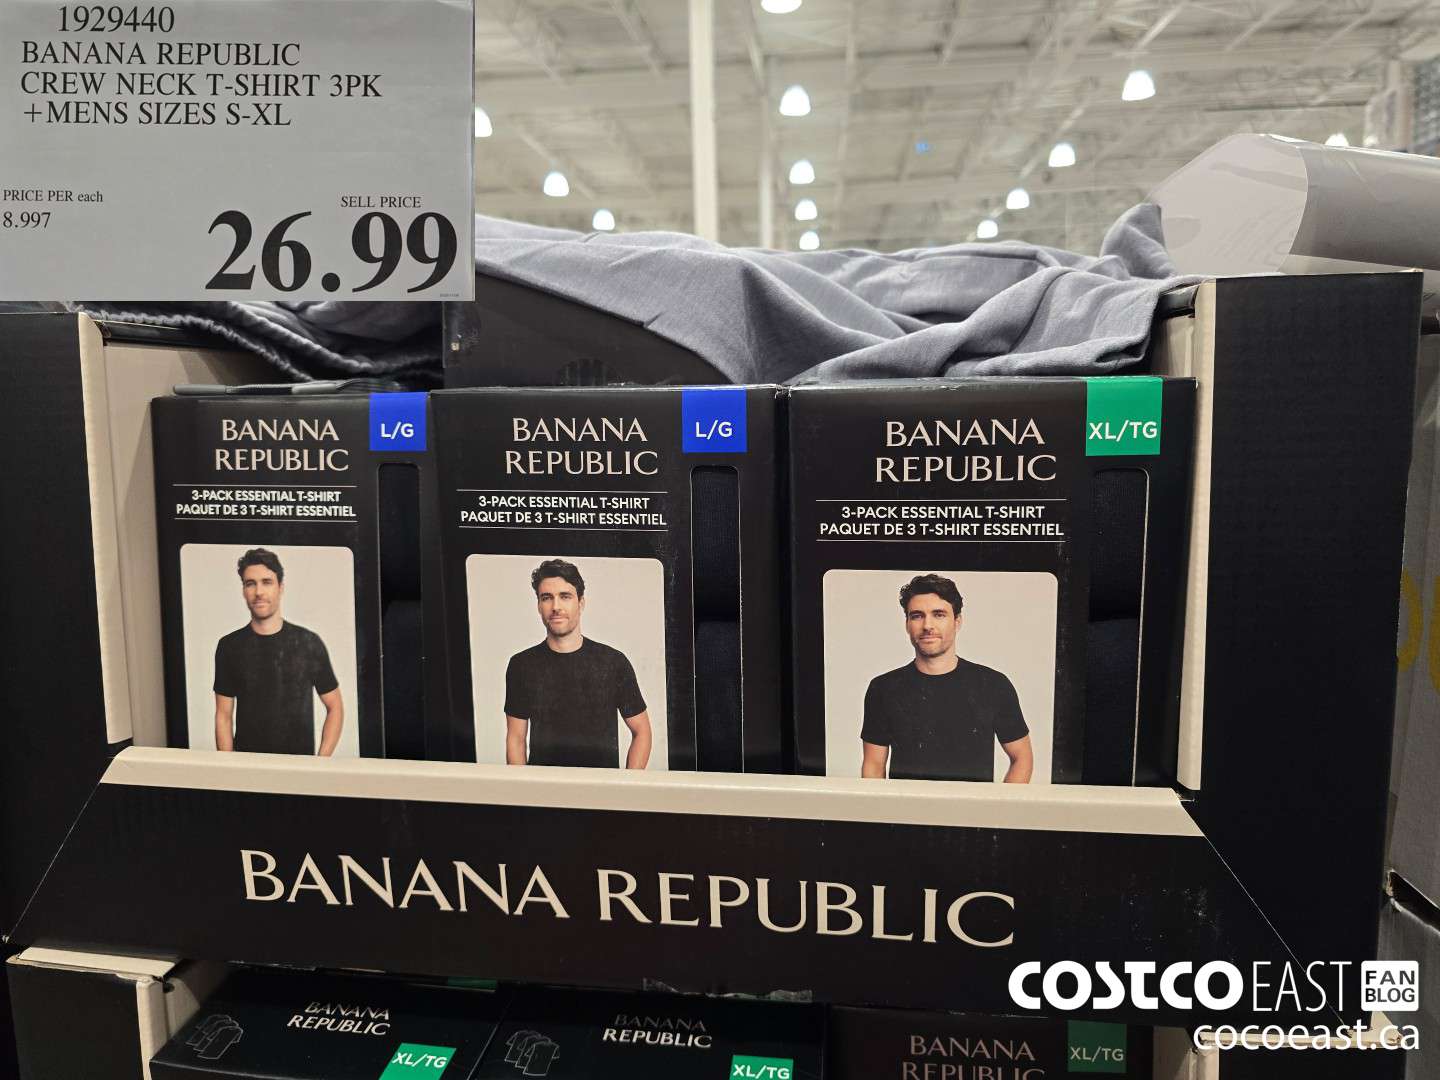 1929440
BANANA REPUBLIC
CREW NECK T-SHIRT 3PK
+MENS SIZES S-XL
PRICE PER each
8.997
SELL PRICE
26.99
BANANA
REPUBLIC
L/G
3-PACK ESSENTIAL T-SHIRT
PAQUET DE 3 T-SHIRT ESSENTIEL
BANANA
REPUBLIC
L/G
3-PACK ESSENTIAL T-SHIRT
PAQUET DE 3 T-SHIRT ESSENTIEL
BANANA
REPUBLIC
XL/TG
3-PACK ESSENTIAL T-SHIRT
PAQUET DE 3 T-SHIRT ESSENTIEL
BANANA REPUBLIC
BANANA
REPUBLIC
XL/TG
BANANA
REPUBLIC
XL/TG
BANANA
REPUBLIC
XL/TG
COSTCO EAST FAN BLOG
cocoeast.ca